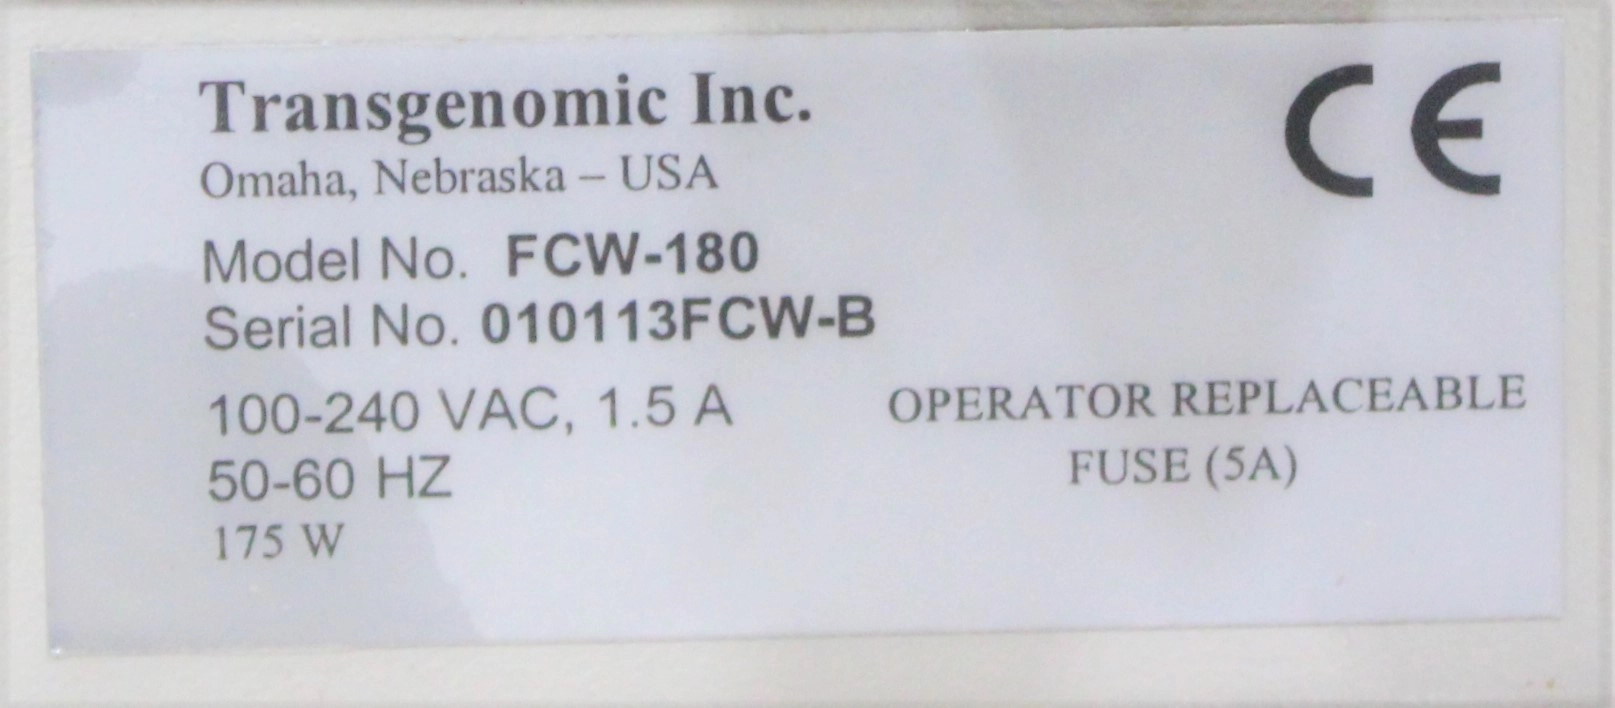 Transgenomic Inc.
CE
Omaha, Nebraska – USA
Model No. FCW-180
Serial No. 010113FCW-B
100-240 VAC, 1.5 A
OPERATOR REPLACEABLE
50-60 HZ
FUSE (5A)
175 W